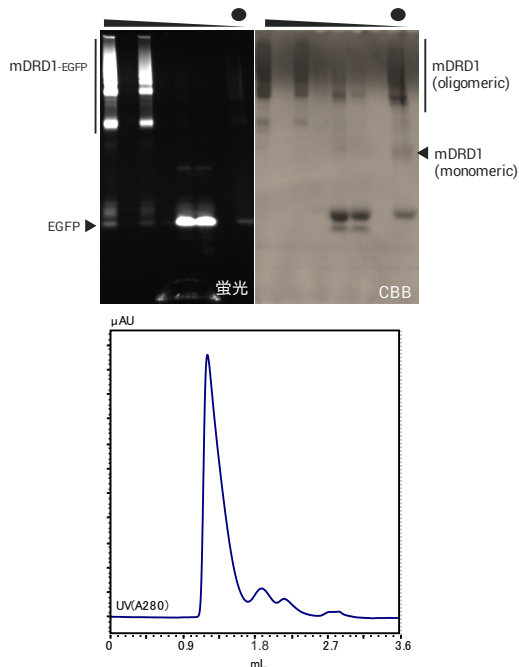 mDRD1-EGFP
mDRD1
(oligomeric)
mDRD1
(monomeric)
EGFP
蛍光
CBB
μAU
UV(A280)
0 0.9 1.8 2.7 3.6
mL